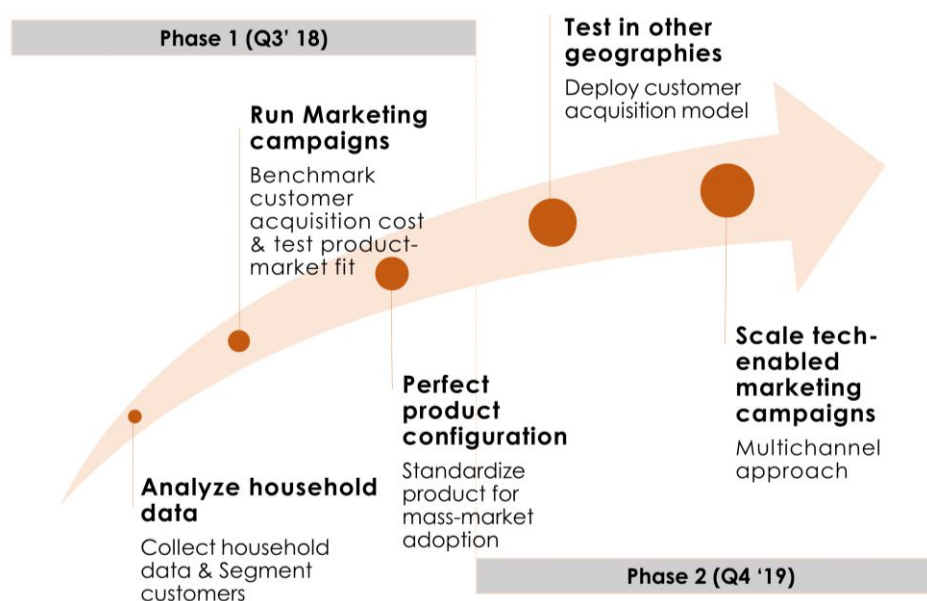 Phase 1 (Q3’ 18)
Analyze household
data
Collect household
data & Segment
customers
Run Marketing
campaigns
Benchmark
customer
acquisition cost
& test product-
market fit
Perfect
product
configuration
Standardize
product for
mass-market
adoption
Test in other
geographies
Deploy customer
acquisition model
Scale tech-
enabled
marketing
campaigns
Multichannel
approach
Phase 2 (Q4 ‘19)